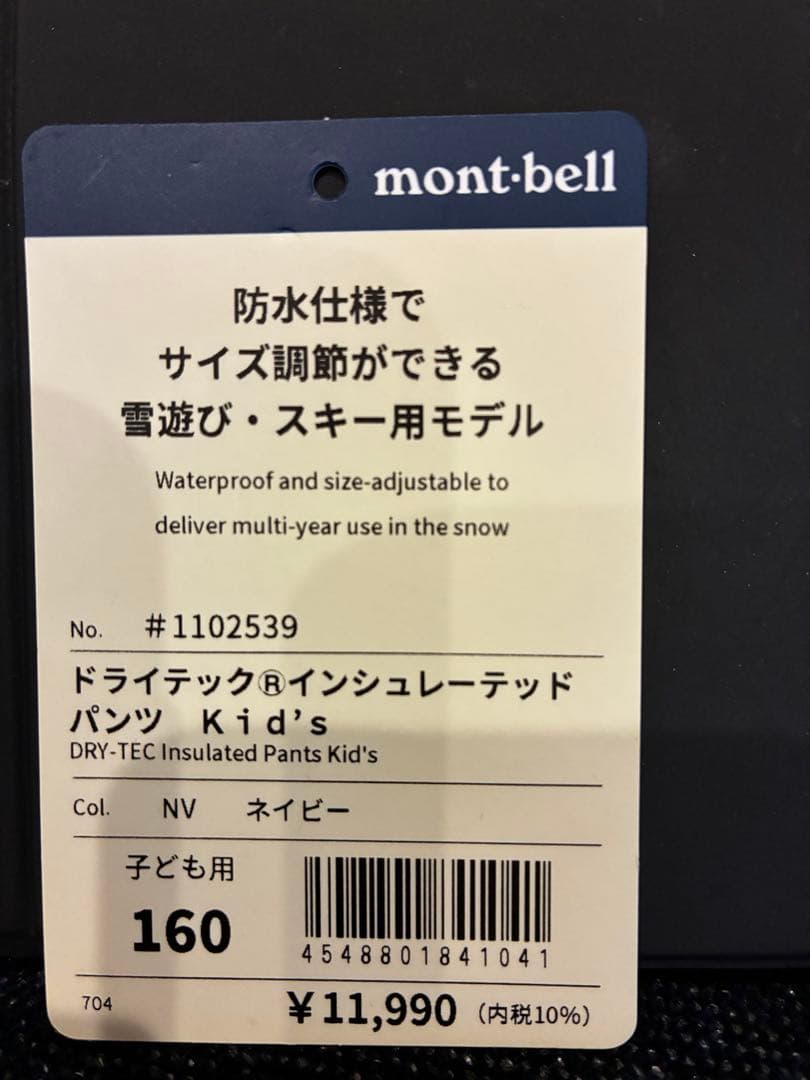 mont·bell
防水仕様で
サイズ調節ができる
雪遊び・スキー用モデル
Waterproof and size-adjustable to
deliver multi-year use in the snow
No. #1102539
ドライテック®インシュレーテッド
パンツ Kid's
DRY-TEC Insulated Pants Kid's
Col. NV ネイビー
子ども用
160
4548801841041
704 ¥11,990 (内税10%)